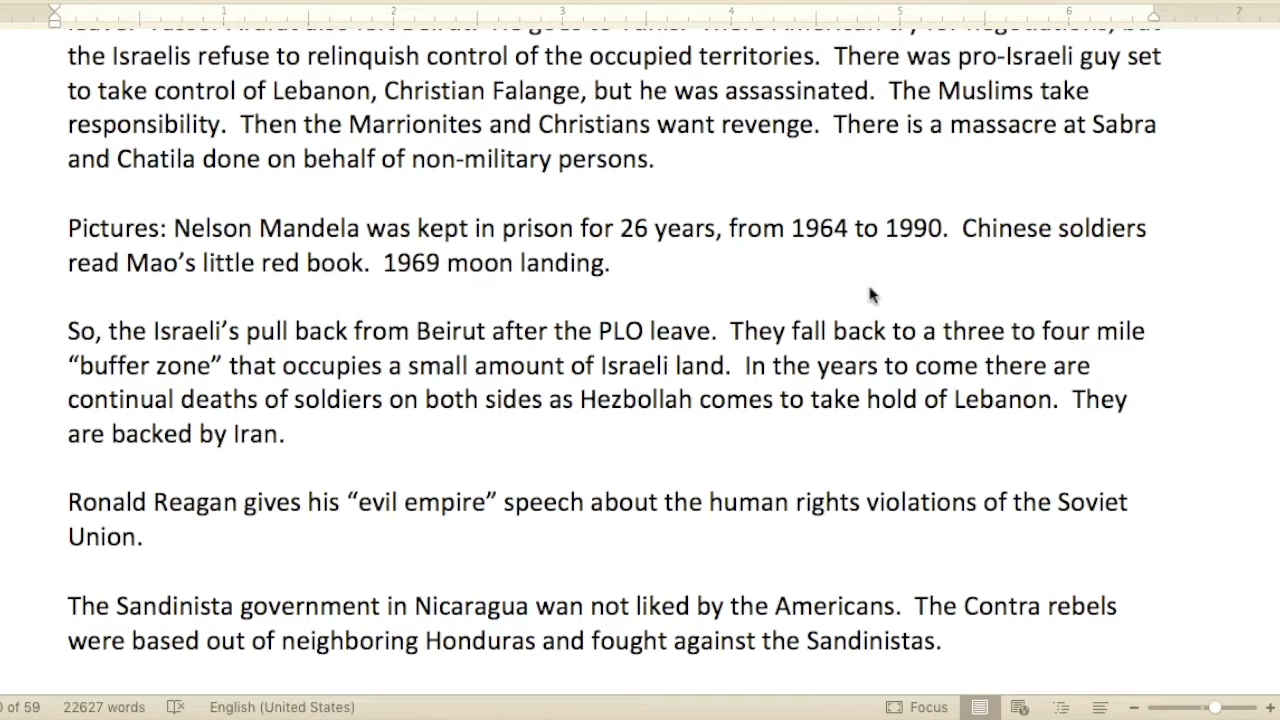 1 2 3 4 5 6 7
the Israelis refuse to relinquish control of the occupied territories.  There was pro-Israeli guy set
to take control of Lebanon, Christian Falange, but he was assassinated.  The Muslims take
responsibility.  Then the Marrionites and Christians want revenge.  There is a massacre at Sabra
and Chatila done on behalf of non-military persons.
Pictures: Nelson Mandela was kept in prison for 26 years, from 1964 to 1990.  Chinese soldiers
read Mao’s little red book.  1969 moon landing.
So, the Israeli’s pull back from Beirut after the PLO leave.  They fall back to a three to four mile
“buffer zone” that occupies a small amount of Israeli land.  In the years to come there are
continual deaths of soldiers on both sides as Hezbollah comes to take hold of Lebanon.  They
are backed by Iran.
Ronald Reagan gives his “evil empire” speech about the human rights violations of the Soviet
Union.
The Sandinista government in Nicaragua wan not liked by the Americans.  The Contra rebels
were based out of neighboring Honduras and fought against the Sandinistas.
of 59 22627 words English (United States) Focus